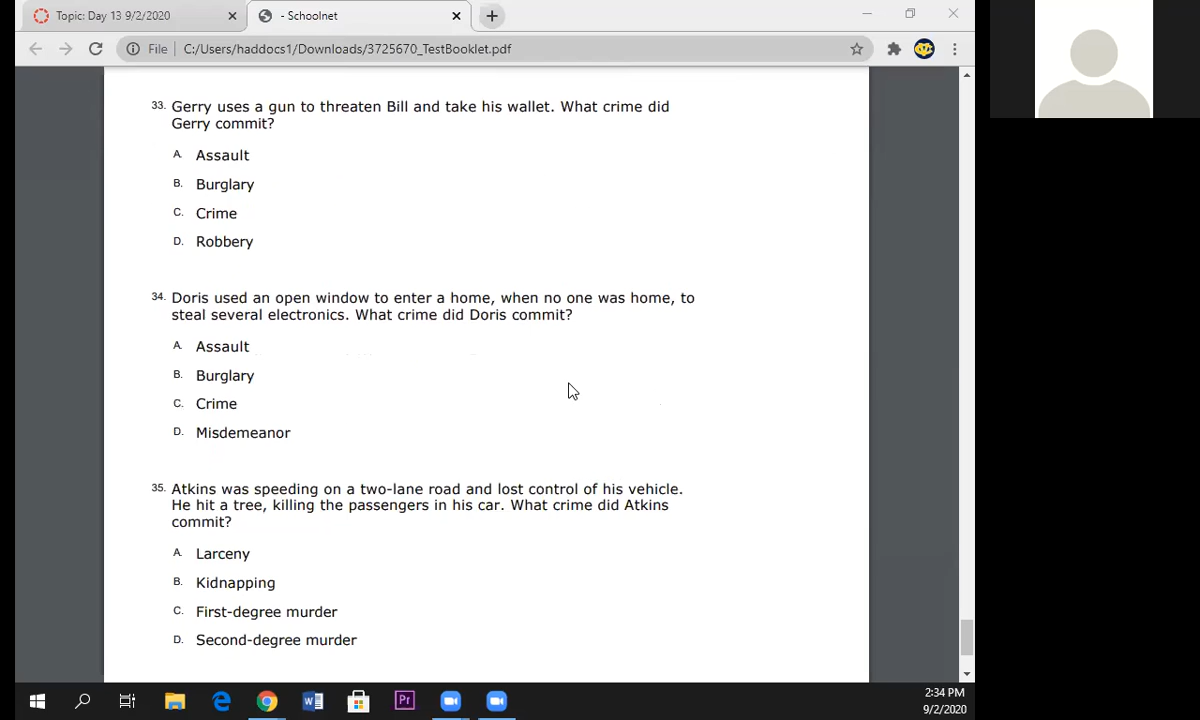 Topic: Day 13 9/2/2020
- Schoolnet
File
C:/Users/haddocs1/Downloads/3725670_TestBooklet.pdf
33. Gerry uses a gun to threaten Bill and take his wallet. What crime did
Gerry commit?
A. Assault
B. Burglary
C. Crime
D. Robbery
34. Doris used an open window to enter a home, when no one was home, to
steal several electronics. What crime did Doris commit?
A. Assault
B. Burglary
C. Crime
D. Misdemeanor
35. Atkins was speeding on a two-lane road and lost control of his vehicle.
He hit a tree, killing the passengers in his car. What crime did Atkins
commit?
A. Larceny
B. Kidnapping
C. First-degree murder
D. Second-degree murder
Pr
2:34 PM
9/2/2020